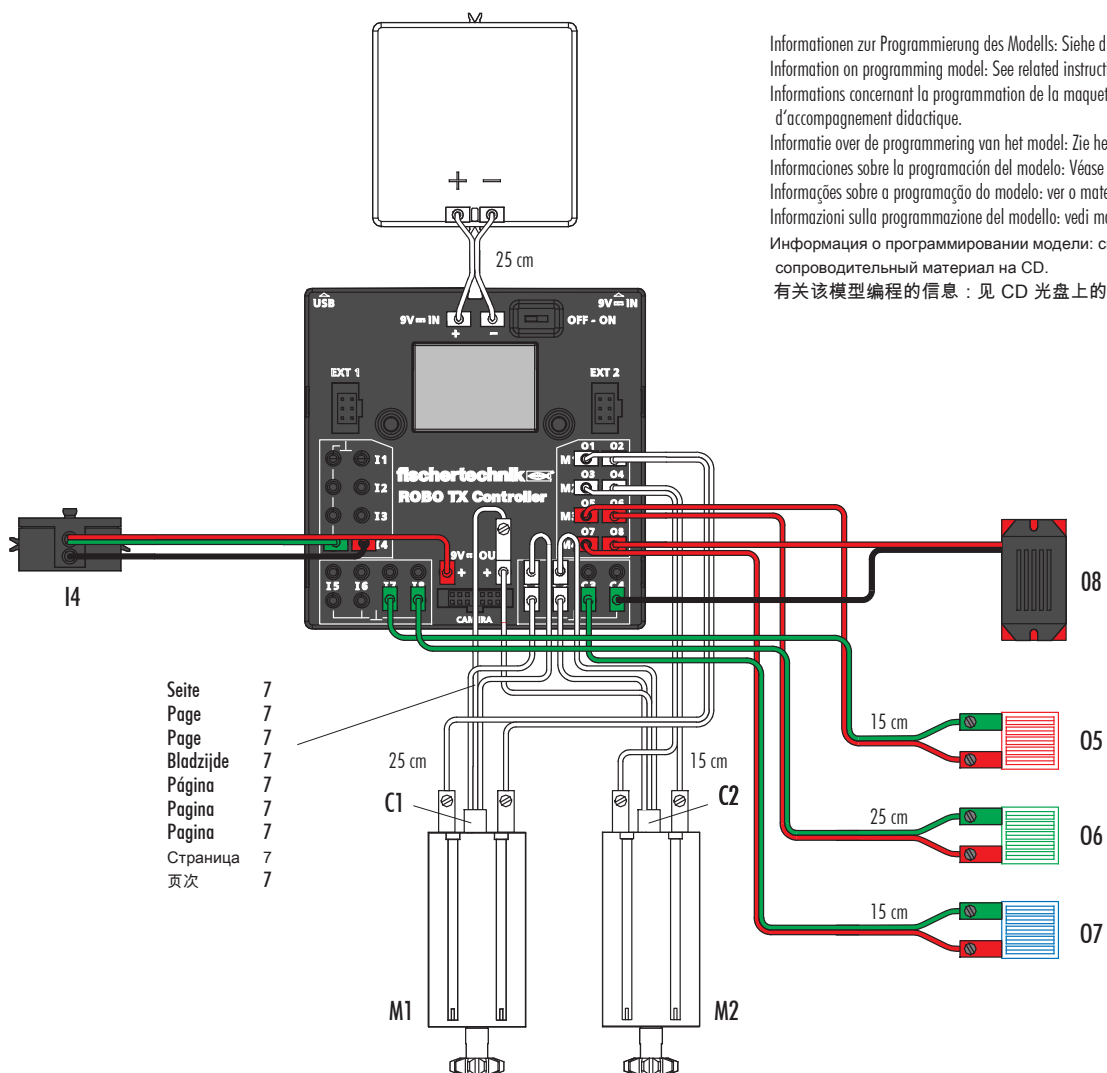 Informationen zur Programmierung des Modells: Siehe d
Information on programming model: See related instruct
Informations concernant la programmation de la maquet
d'accompagnement didactique.
Informatie over de programmering van het model: Zie he
Informaciones sobre la programación del modelo: Véase
Informações sobre a programação do modelo: ver o mate
Informazioni sulla programmazione del modello: vedi ma
Информация о программировании модели: с
сопроводительный материал на CD.
有关该模型编程的信息：见 CD 光盘上的
+ −
25 cm
USB
9V IN
9V IN
+ −
OFF - ON
EXT 1
EXT 2
I1
I2
I3
I4
fischertechnik
ROBO TX Controller
O1 O2
M1
O3 O4
M2
O5 O6
M3
O7 O8
M4
9V OU
+ +
I5 I6 I7 I8
C3 C4
CAMERA
I4
O8
Seite 7
Page 7
Page 7
Bladzijde 7
Página 7
Pagina 7
Pagina 7
Страница 7
页次 7
25 cm
15 cm
C1
C2
M1
M2
15 cm
O5
25 cm
O6
15 cm
O7